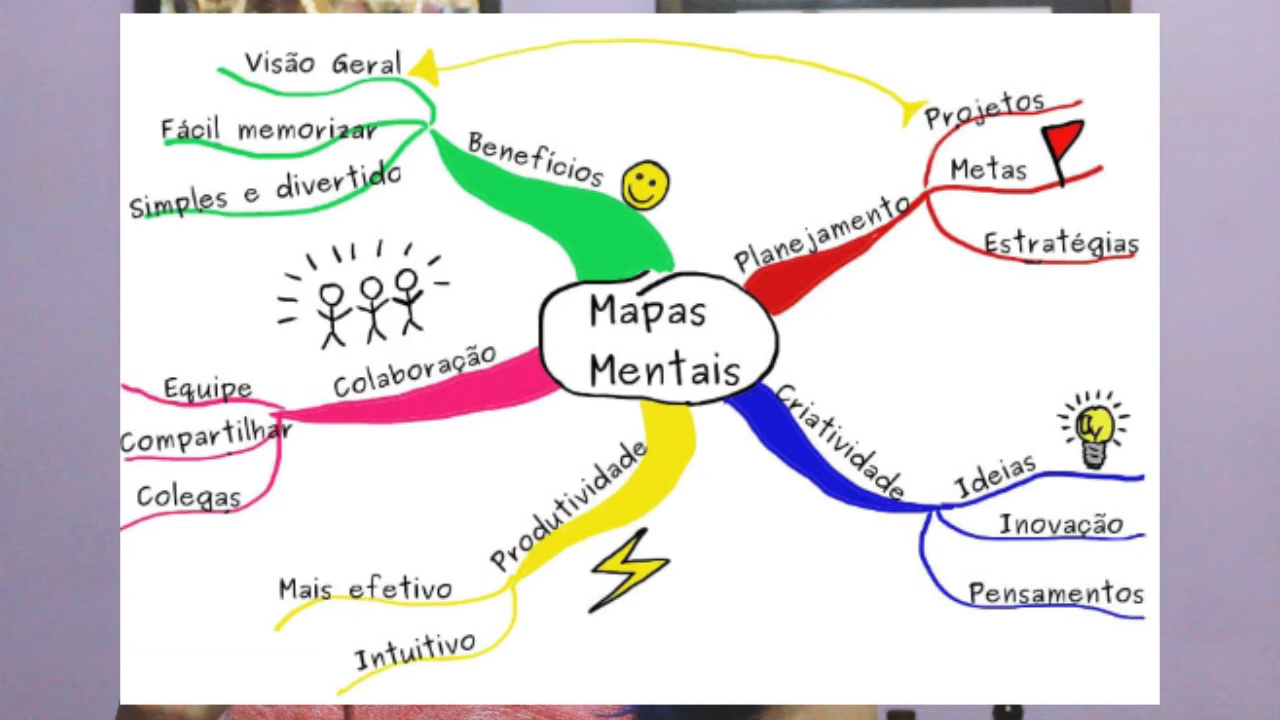 Mapas
Mentais
Benefícios
Visão Geral
Fácil memorizar
Simples e divertido
Planejamento
Projetos
Metas
Estratégias
Criatividade
Ideias
Inovação
Pensamentos
Produtividade
Mais efetivo
Intuitivo
Colaboração
Equipe
Compartilhar
Colegas